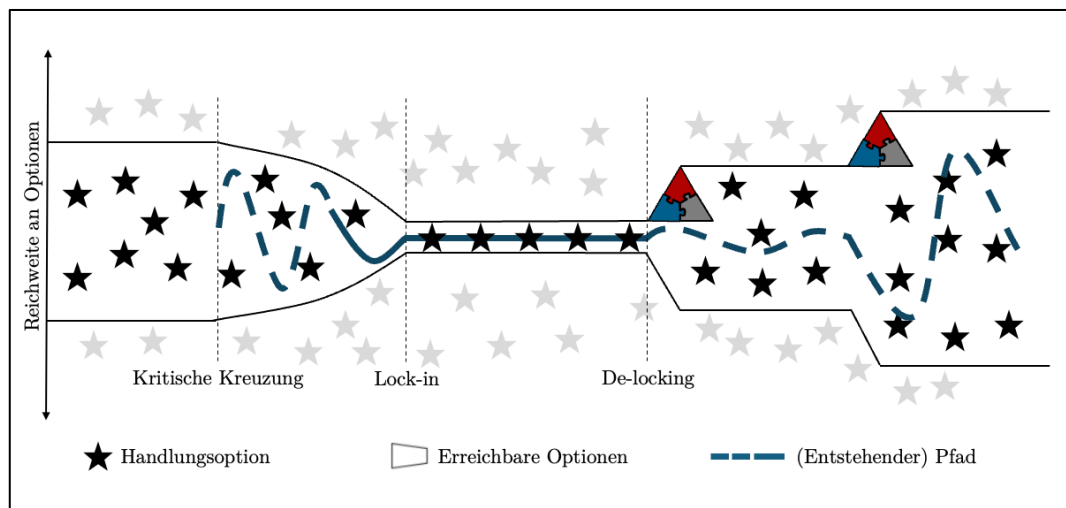 Reichweite an Optionen
Kritische Kreuzung
Lock-in
De-locking
Handlungsoption
Erreichbare Optionen
(Entstehender) Pfad